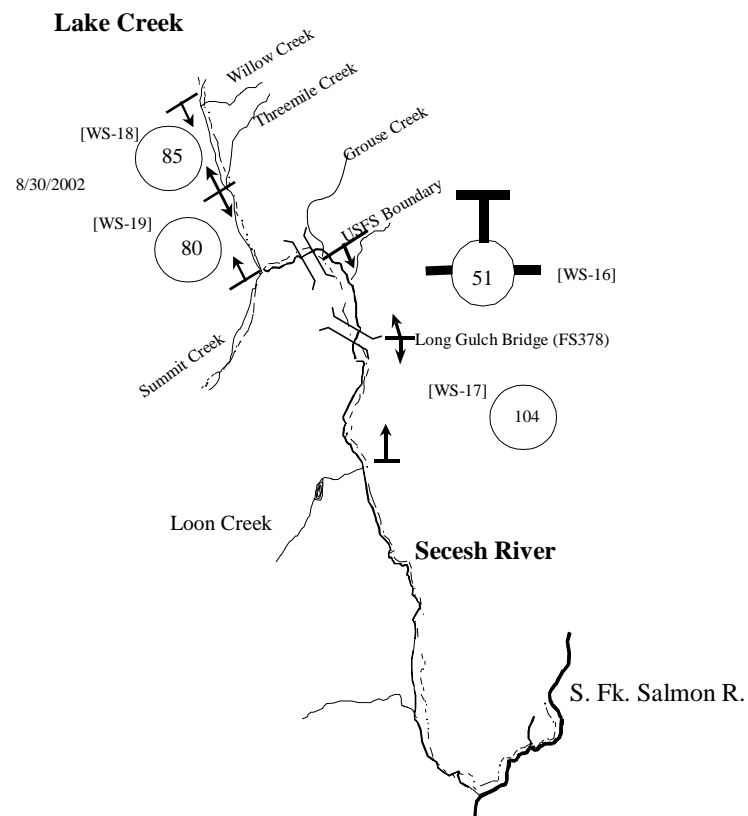 Lake Creek
Willow Creek
Threemile Creek
[WS-18]
85
Grouse Creek
8/30/2002
USFS Boundary
[WS-19]
80
51
[WS-16]
Summit Creek
Long Gulch Bridge (FS378)
[WS-17]
104
Loon Creek
Secesh River
S. Fk. Salmon R.